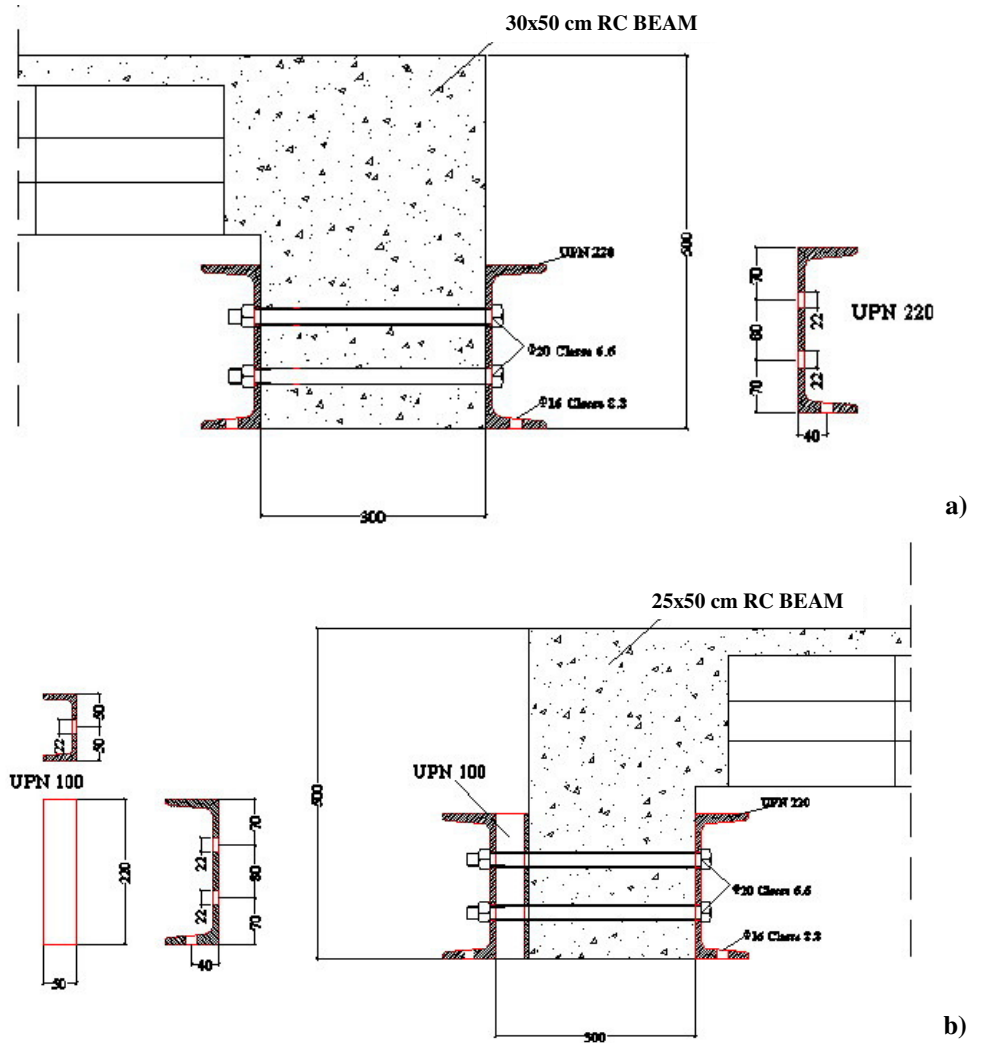 30x50 cm RC BEAM
UPN 220
500
70
22
80
UPN 220
22
70
40
Φ20 Classe 6.6
Φ16 Classe 8.8
300
a)
25x50 cm RC BEAM
50
22
50
UPN 100
UPN 100
500
UPN 220
70
22
80
22
70
220
40
50
Φ20 Classe 6.6
Φ16 Classe 8.8
300
b)